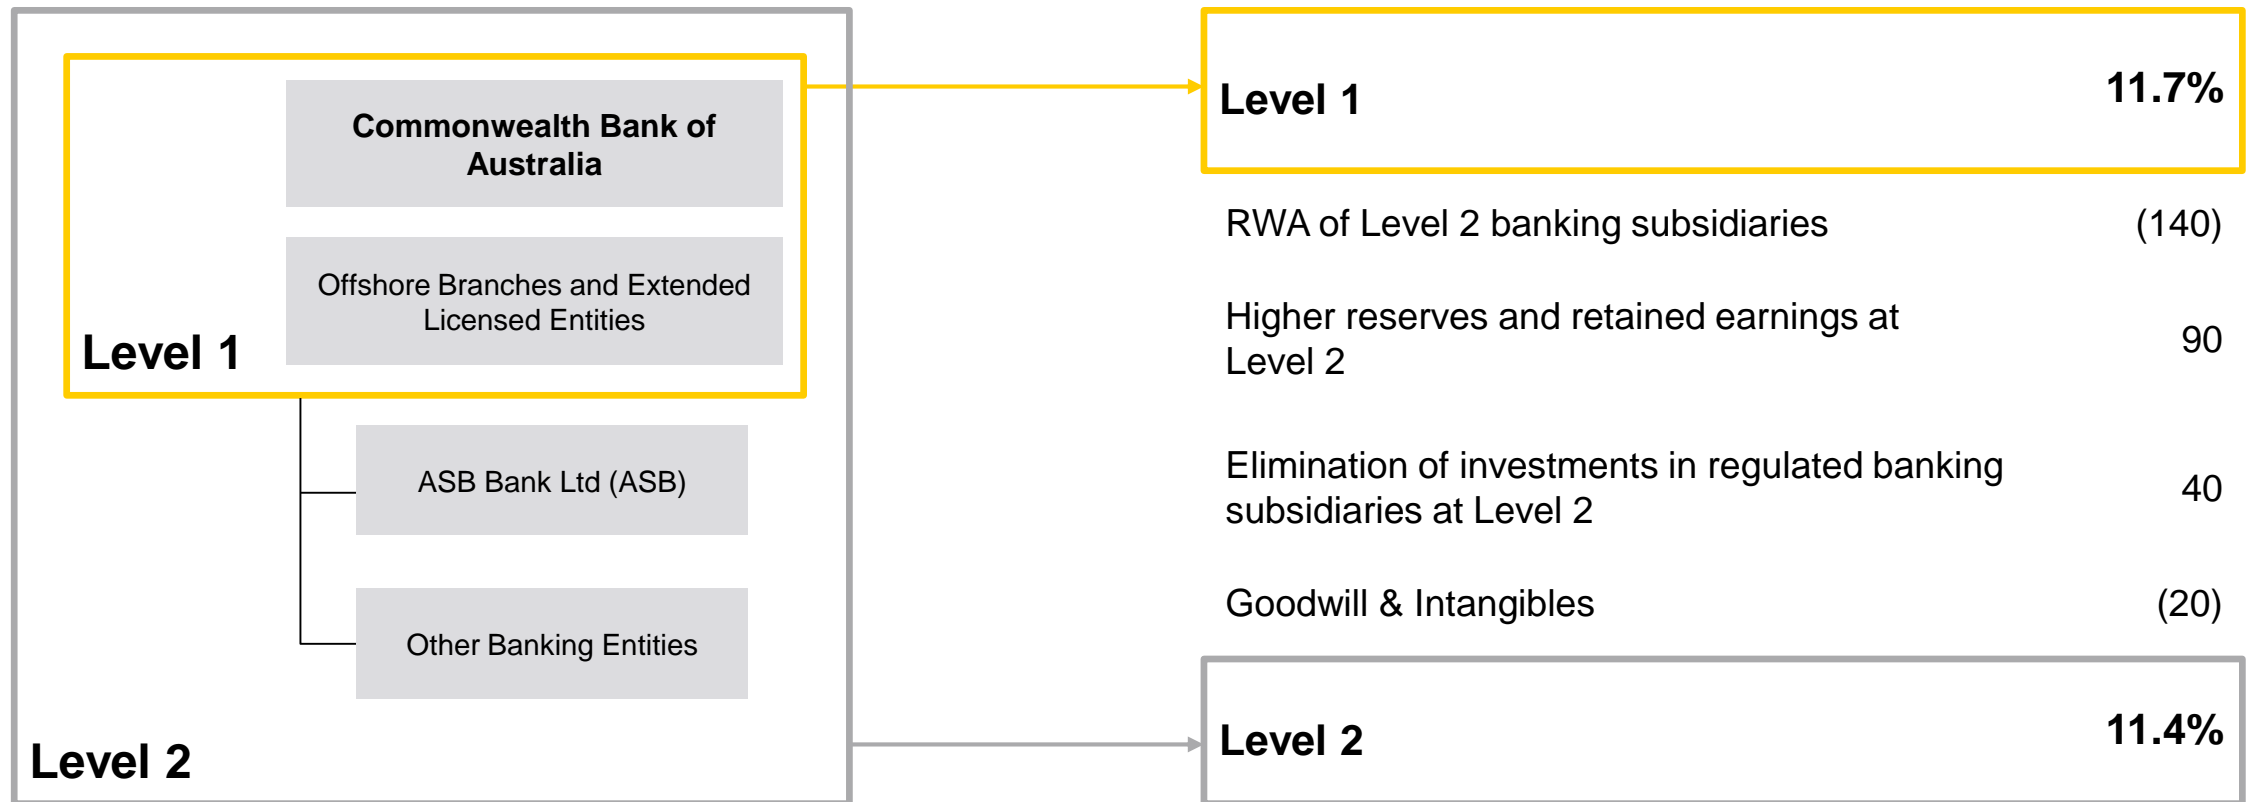 Commonwealth Bank of
Australia
Offshore Branches and Extended
Licensed Entities
Level 1
ASB Bank Ltd (ASB)
Other Banking Entities
Level 2
Level 1 11.7%
RWA of Level 2 banking subsidiaries (140)
Higher reserves and retained earnings at
Level 2 90
Elimination of investments in regulated banking
subsidiaries at Level 2 40
Goodwill & Intangibles (20)
Level 2 11.4%